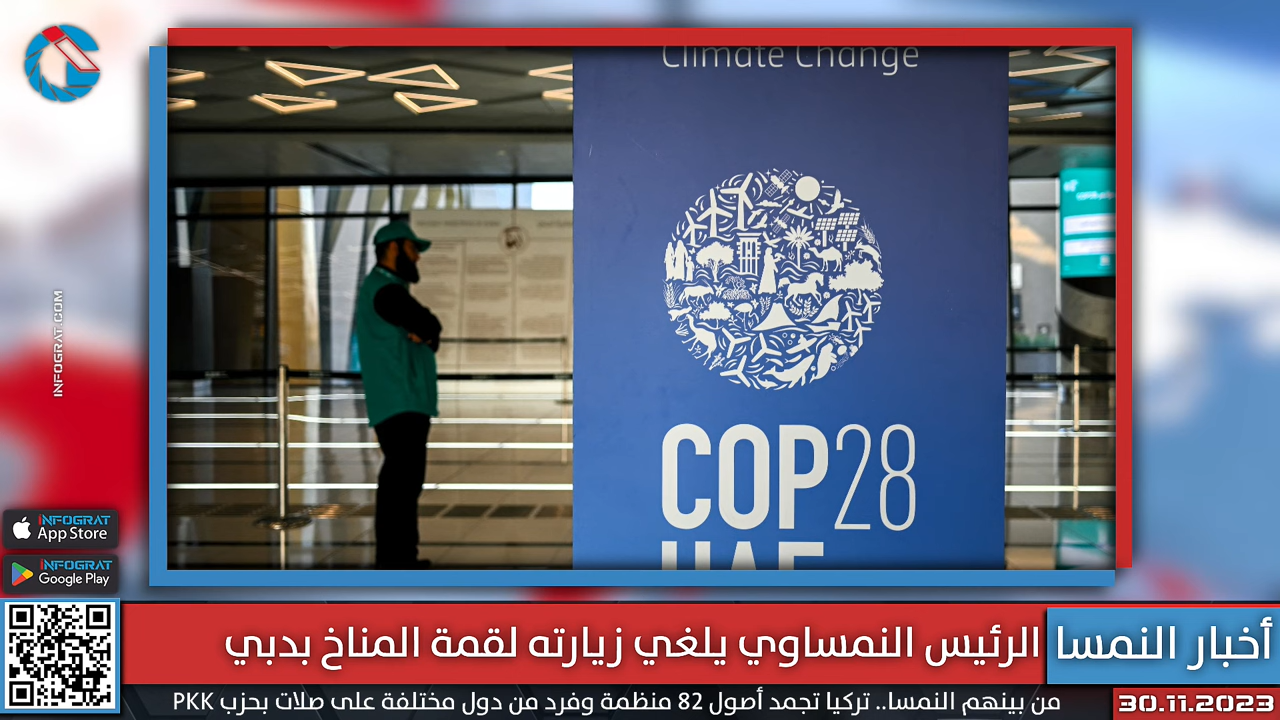 Climate Change
COP28
UAE
INFOGRAT.COM
INFOGRAT
App Store
INFOGRAT
Google Play
أخبار النمسا
الرئيس النمساوي يلغي زيارته لقمة المناخ بدبي
من بينهم النمسا.. تركيا تجمد أصول 82 منظمة وفرد من دول مختلفة على صلات بحزب PKK
30.11.2023